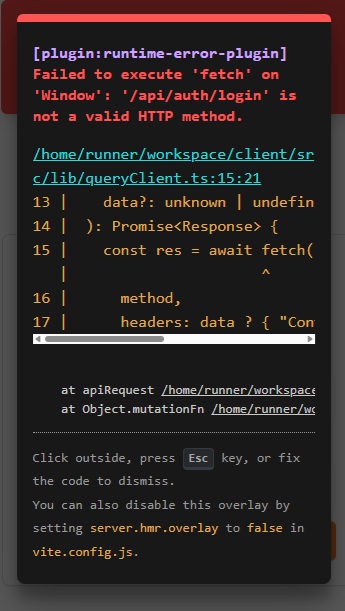 [plugin:runtime-error-plugin]
Failed to execute 'fetch' on
'Window': '/api/auth/login' is
not a valid HTTP method.
/home/runner/workspace/client/sr
c/lib/queryClient.ts:15:21
13 |    data?: unknown | undefin
14 |  ): Promise<Response> {
15 |    const res = await fetch(
|                     ^
16 |      method,
17 |      headers: data ? { "Con
at apiRequest /home/runner/workspace
at Object.mutationFn /home/runner/wo
Click outside, press Esc key, or fix
the code to dismiss.
You can also disable this overlay by
setting server.hmr.overlay to false in
vite.config.js.